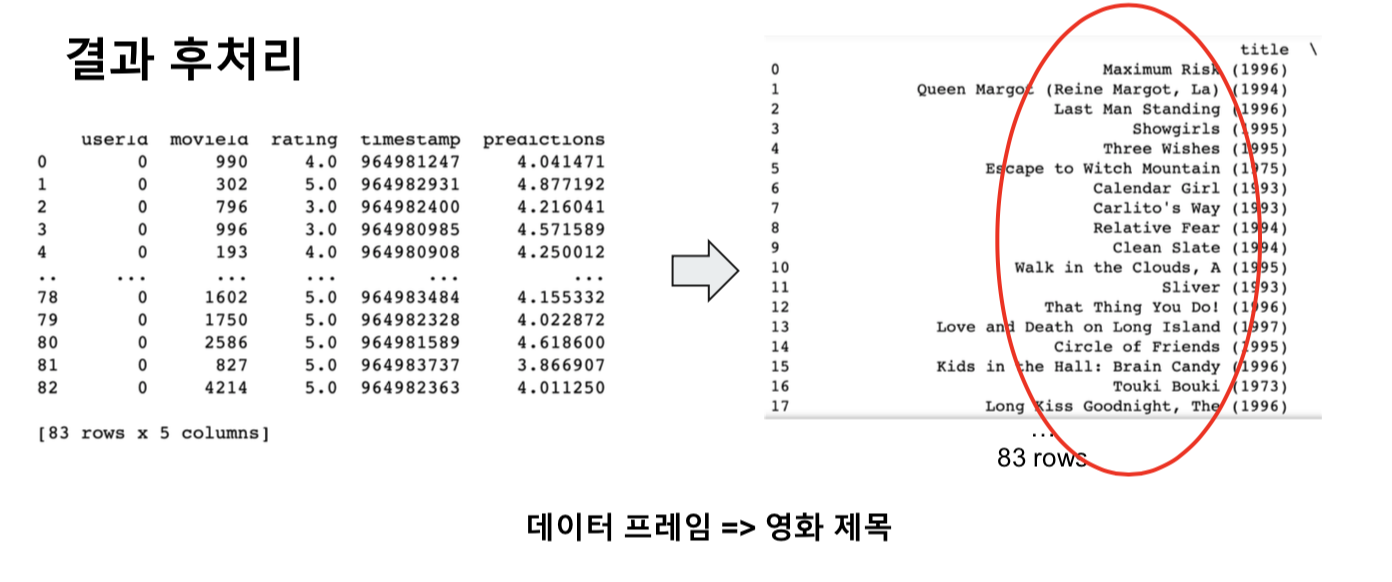 결과 후처리
userId movieId rating timestamp predictions
0 0 990 4.0 964981247 4.041471
1 0 302 5.0 964982931 4.877192
2 0 796 3.0 964982400 4.216041
3 0 996 3.0 964980985 4.571589
4 0 193 4.0 964980908 4.250012
.. ... ... ... ... ...
78 0 1602 5.0 964983484 4.155332
79 0 1750 5.0 964982328 4.022872
80 0 2586 5.0 964981589 4.618600
81 0 827 5.0 964983737 3.866907
82 0 4214 5.0 964982363 4.011250
[83 rows x 5 columns]
title \
0 Maximum Risk (1996)
1 Queen Margot (Reine Margot, La) (1994)
2 Last Man Standing (1996)
3 Showgirls (1995)
4 Three Wishes (1995)
5 Escape to Witch Mountain (1975)
6 Calendar Girl (1993)
7 Carlito's Way (1993)
8 Relative Fear (1994)
9 Clean Slate (1994)
10 Walk in the Clouds, A (1995)
11 Sliver (1993)
12 That Thing You Do! (1996)
13 Love and Death on Long Island (1997)
14 Circle of Friends (1995)
15 Kids in the Hall: Brain Candy (1996)
16 Touki Bouki (1973)
17 Long Kiss Goodnight, The (1996)
...
83 rows
데이터 프레임 => 영화 제목